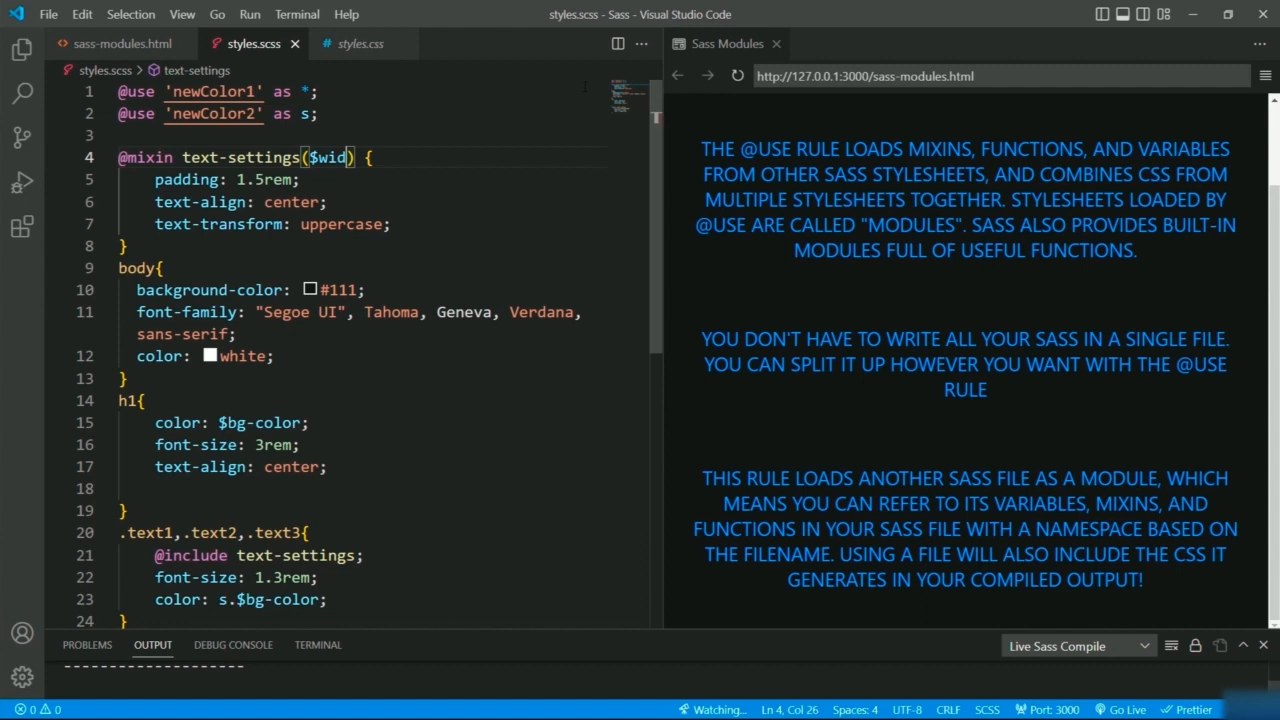 File Edit Selection View Go Run Terminal Help
styles.scss - Sass - Visual Studio Code
sass-modules.html
styles.scss
# styles.css
Sass Modules
styles.scss > text-settings
http://127.0.0.1:3000/sass-modules.html
1 @use 'newColor1' as *;
2 @use 'newColor2' as s;
3
4 @mixin text-settings($wid) {
5 padding: 1.5rem;
6 text-align: center;
7 text-transform: uppercase;
8 }
9 body{
10 background-color: #111;
11 font-family: "Segoe UI", Tahoma, Geneva, Verdana,
sans-serif;
12 color: white;
13 }
14 h1{
15 color: $bg-color;
16 font-size: 3rem;
17 text-align: center;
18
19 }
20 .text1,.text2,.text3{
21 @include text-settings;
22 font-size: 1.3rem;
23 color: s.$bg-color;
24 }
THE @USE RULE LOADS MIXINS, FUNCTIONS, AND VARIABLES
FROM OTHER SASS STYLESHEETS, AND COMBINES CSS FROM
MULTIPLE STYLESHEETS TOGETHER. STYLESHEETS LOADED BY
@USE ARE CALLED "MODULES". SASS ALSO PROVIDES BUILT-IN
MODULES FULL OF USEFUL FUNCTIONS.
YOU DON'T HAVE TO WRITE ALL YOUR SASS IN A SINGLE FILE.
YOU CAN SPLIT IT UP HOWEVER YOU WANT WITH THE @USE
RULE
THIS RULE LOADS ANOTHER SASS FILE AS A MODULE, WHICH
MEANS YOU CAN REFER TO ITS VARIABLES, MIXINS, AND
FUNCTIONS IN YOUR SASS FILE WITH A NAMESPACE BASED ON
THE FILENAME. USING A FILE WILL ALSO INCLUDE THE CSS IT
GENERATES IN YOUR COMPILED OUTPUT!
PROBLEMS OUTPUT DEBUG CONSOLE TERMINAL
Live Sass Compile
--------------------
0 0
Watching... Ln 4, Col 26 Spaces: 4 UTF-8 CRLF SCSS Port: 3000 Go Live Prettier